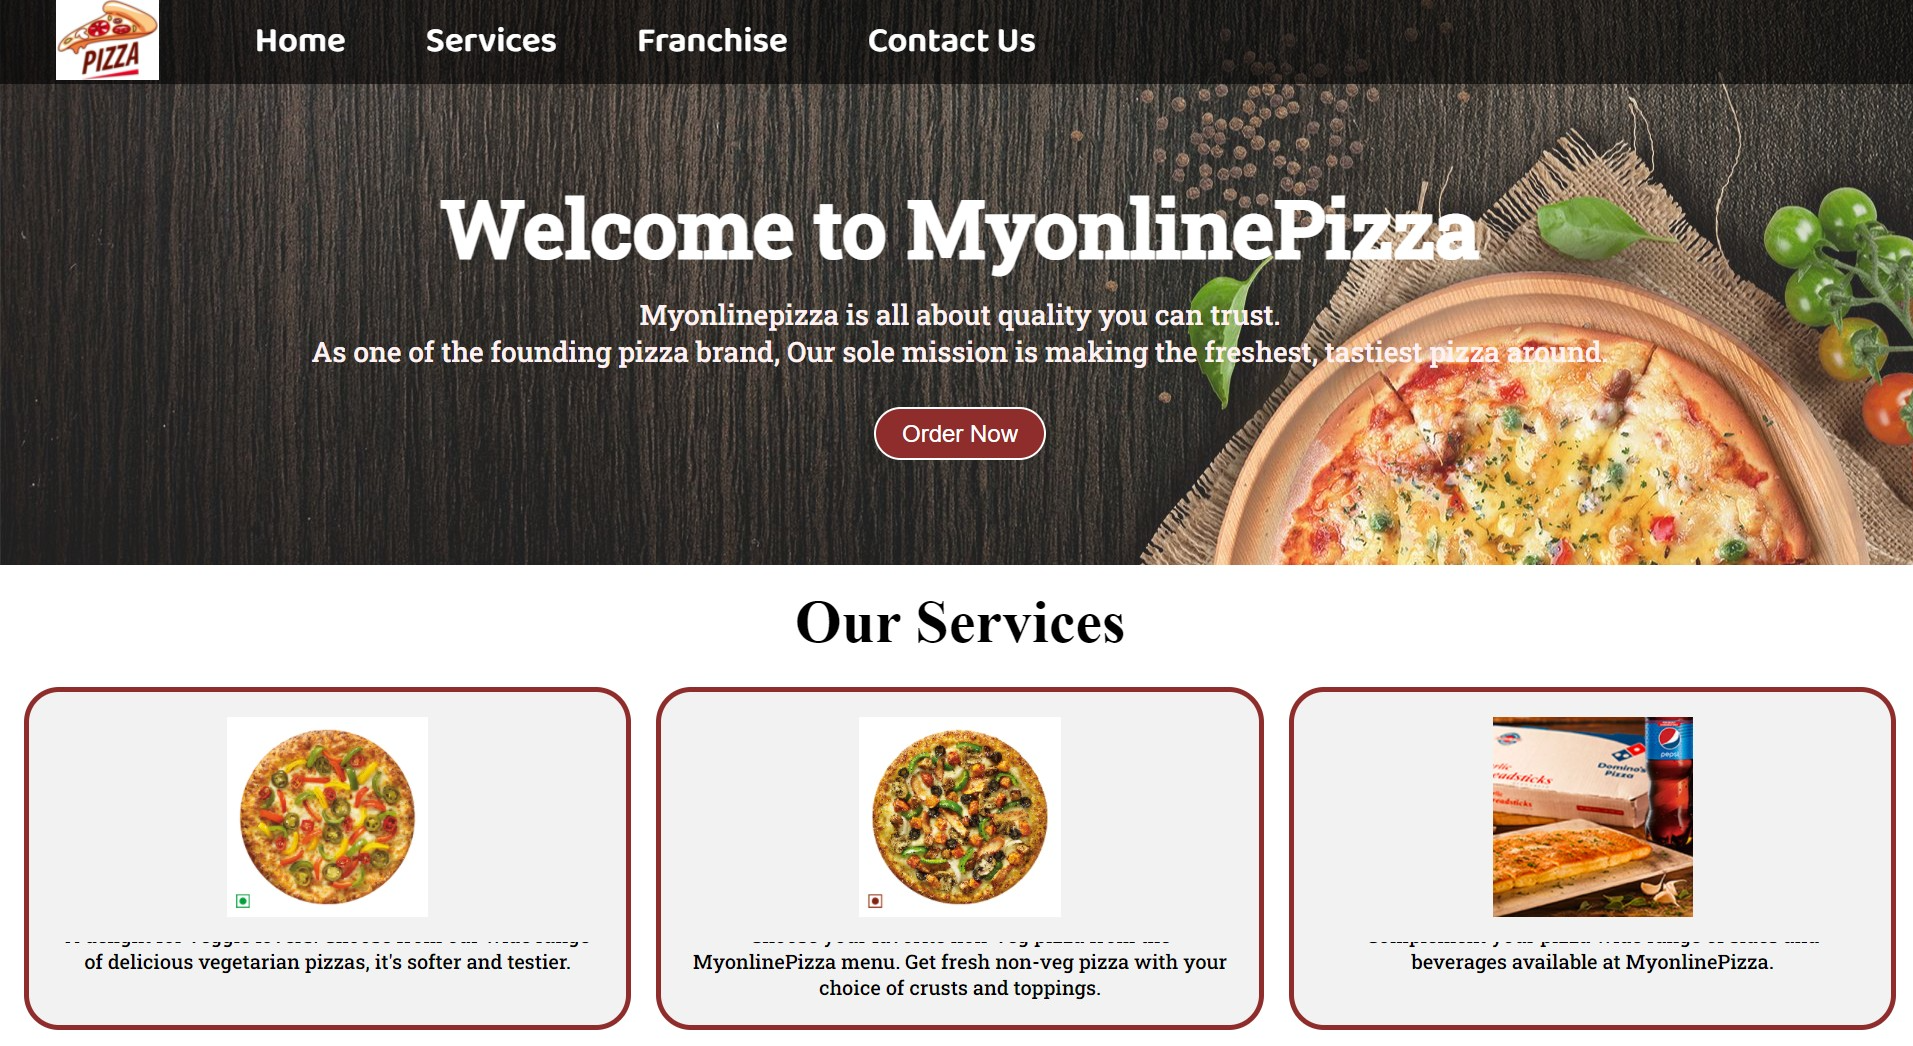 PIZZA
Home
Services
Franchise
Contact Us
Welcome to MyonlinePizza
Myonlinepizza is all about quality you can trust.
As one of the founding pizza brand, Our sole mission is making the freshest, tastiest pizza around.
Order Now
Our Services
Domino's
Pizza
pepsi
of delicious vegetarian pizzas, it's softer and testier.
MyonlinePizza menu. Get fresh non-veg pizza with your
choice of crusts and toppings.
beverages available at MyonlinePizza.